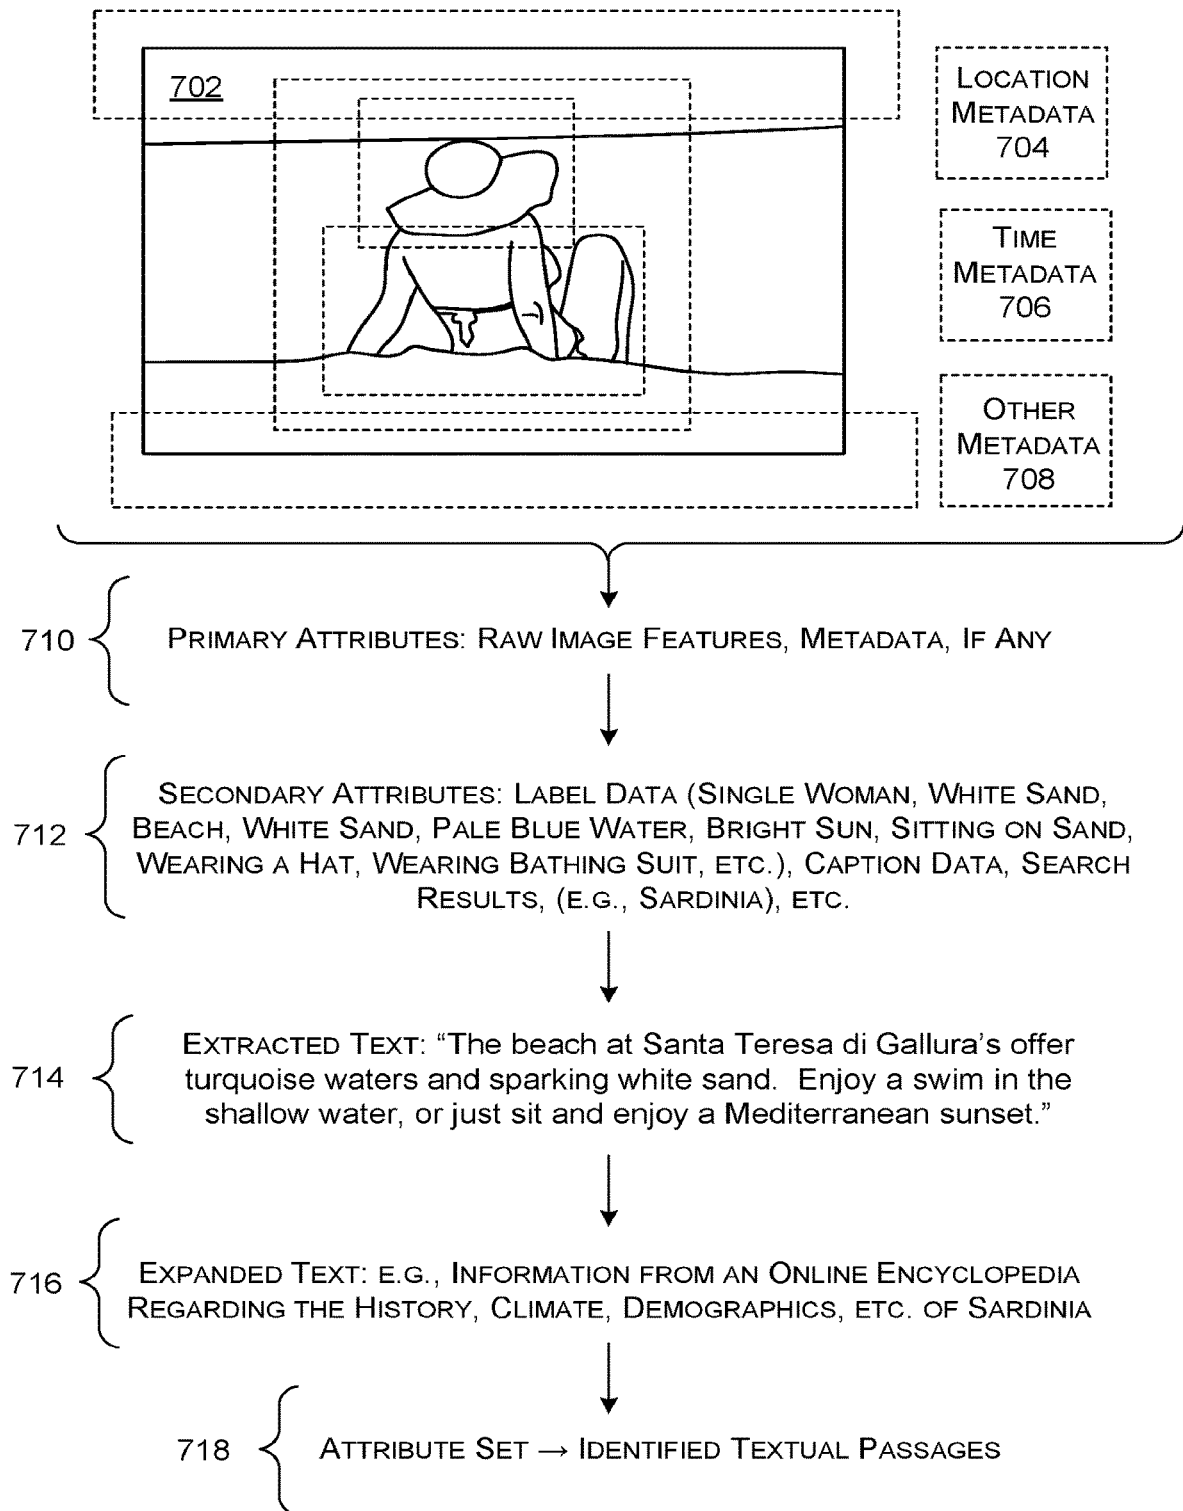 702
LOCATION
METADATA
704
TIME
METADATA
706
OTHER
METADATA
708
710
PRIMARY ATTRIBUTES: RAW IMAGE FEATURES, METADATA, IF ANY
712
SECONDARY ATTRIBUTES: LABEL DATA (SINGLE WOMAN, WHITE SAND,
BEACH, WHITE SAND, PALE BLUE WATER, BRIGHT SUN, SITTING ON SAND,
WEARING A HAT, WEARING BATHING SUIT, ETC.), CAPTION DATA, SEARCH
RESULTS, (E.G., SARDINIA), ETC.
714
EXTRACTED TEXT: “The beach at Santa Teresa di Gallura’s offer
turquoise waters and sparking white sand. Enjoy a swim in the
shallow water, or just sit and enjoy a Mediterranean sunset.”
716
EXPANDED TEXT: E.G., INFORMATION FROM AN ONLINE ENCYCLOPEDIA
REGARDING THE HISTORY, CLIMATE, DEMOGRAPHICS, ETC. OF SARDINIA
718
ATTRIBUTE SET → IDENTIFIED TEXTUAL PASSAGES